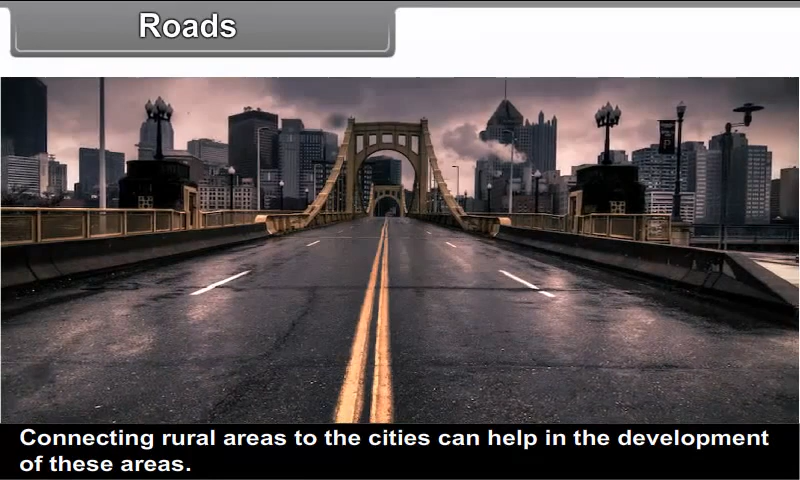 Roads
P
Connecting rural areas to the cities can help in the development
of these areas.